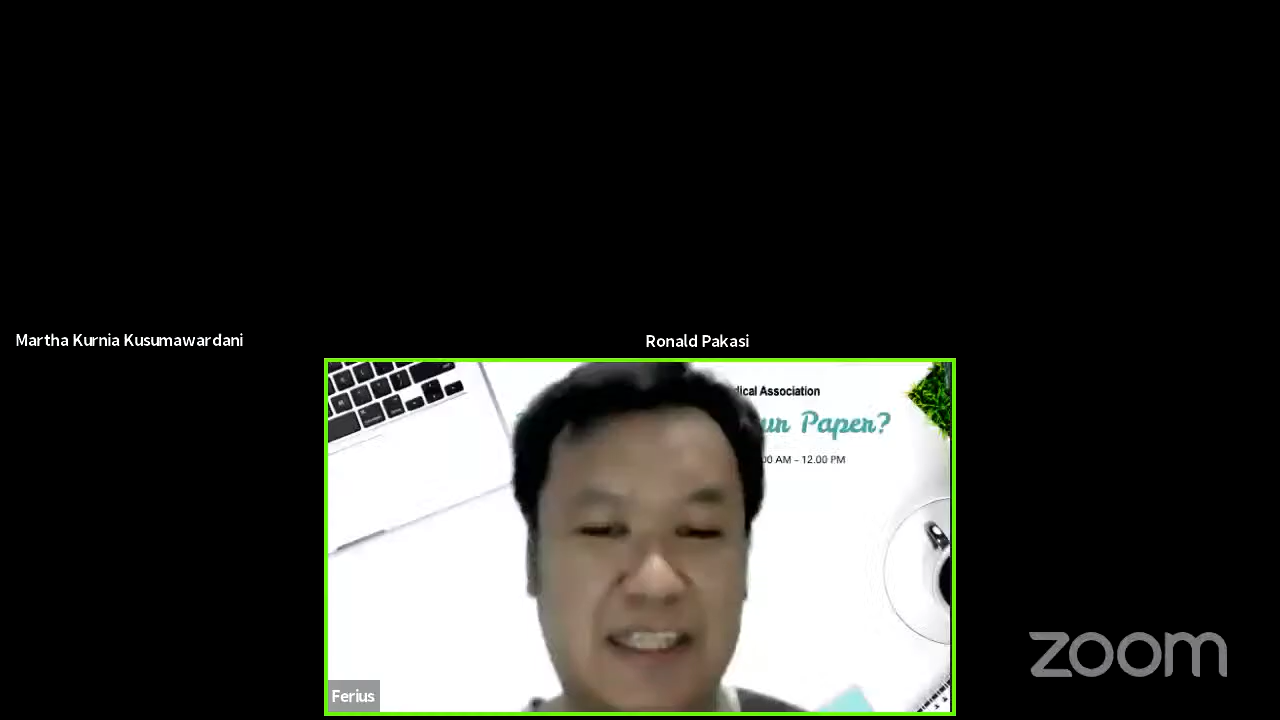 Martha Kurnia Kusumawardani
Ronald Pakasi
dical Association
ur Paper?
00 AM – 12.00 PM
Ferius
zoom